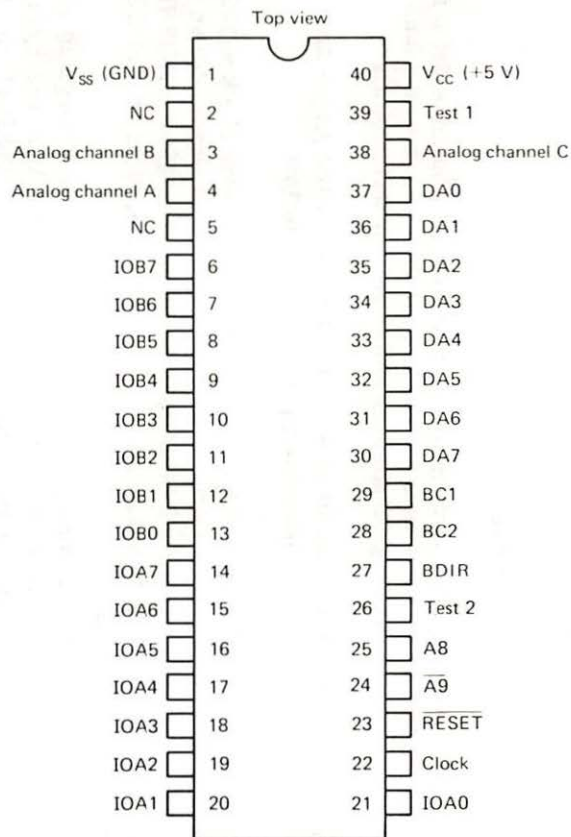 Top view
V_SS (GND) 1 40 V_CC (+5 V)
NC 2 39 Test 1
Analog channel B 3 38 Analog channel C
Analog channel A 4 37 DA0
NC 5 36 DA1
IOB7 6 35 DA2
IOB6 7 34 DA3
IOB5 8 33 DA4
IOB4 9 32 DA5
IOB3 10 31 DA6
IOB2 11 30 DA7
IOB1 12 29 BC1
IOB0 13 28 BC2
IOA7 14 27 BDIR
IOA6 15 26 Test 2
IOA5 16 25 A8
IOA4 17 24 A̅9̅
IOA3 18 23 R̅E̅S̅E̅T̅
IOA2 19 22 Clock
IOA1 20 21 IOA0